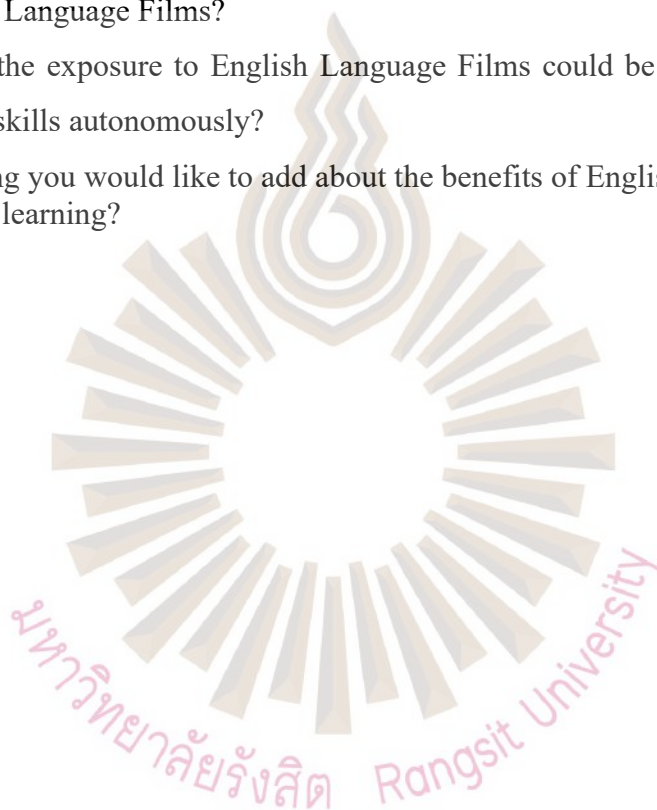 Language Films?
the exposure to English Language Films could be
skills autonomously?
ng you would like to add about the benefits of Englis
learning?
มหาวิทยาลัยรังสิต Rangsit University